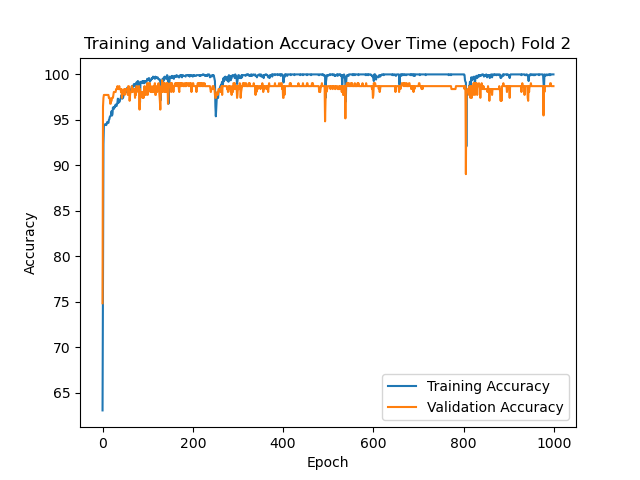 Training and Validation Accuracy Over Time (epoch) Fold 2
100
95
90
85
80
75
70
65
Accuracy
0
200
400
600
800
1000
Epoch
Training Accuracy
Validation Accuracy